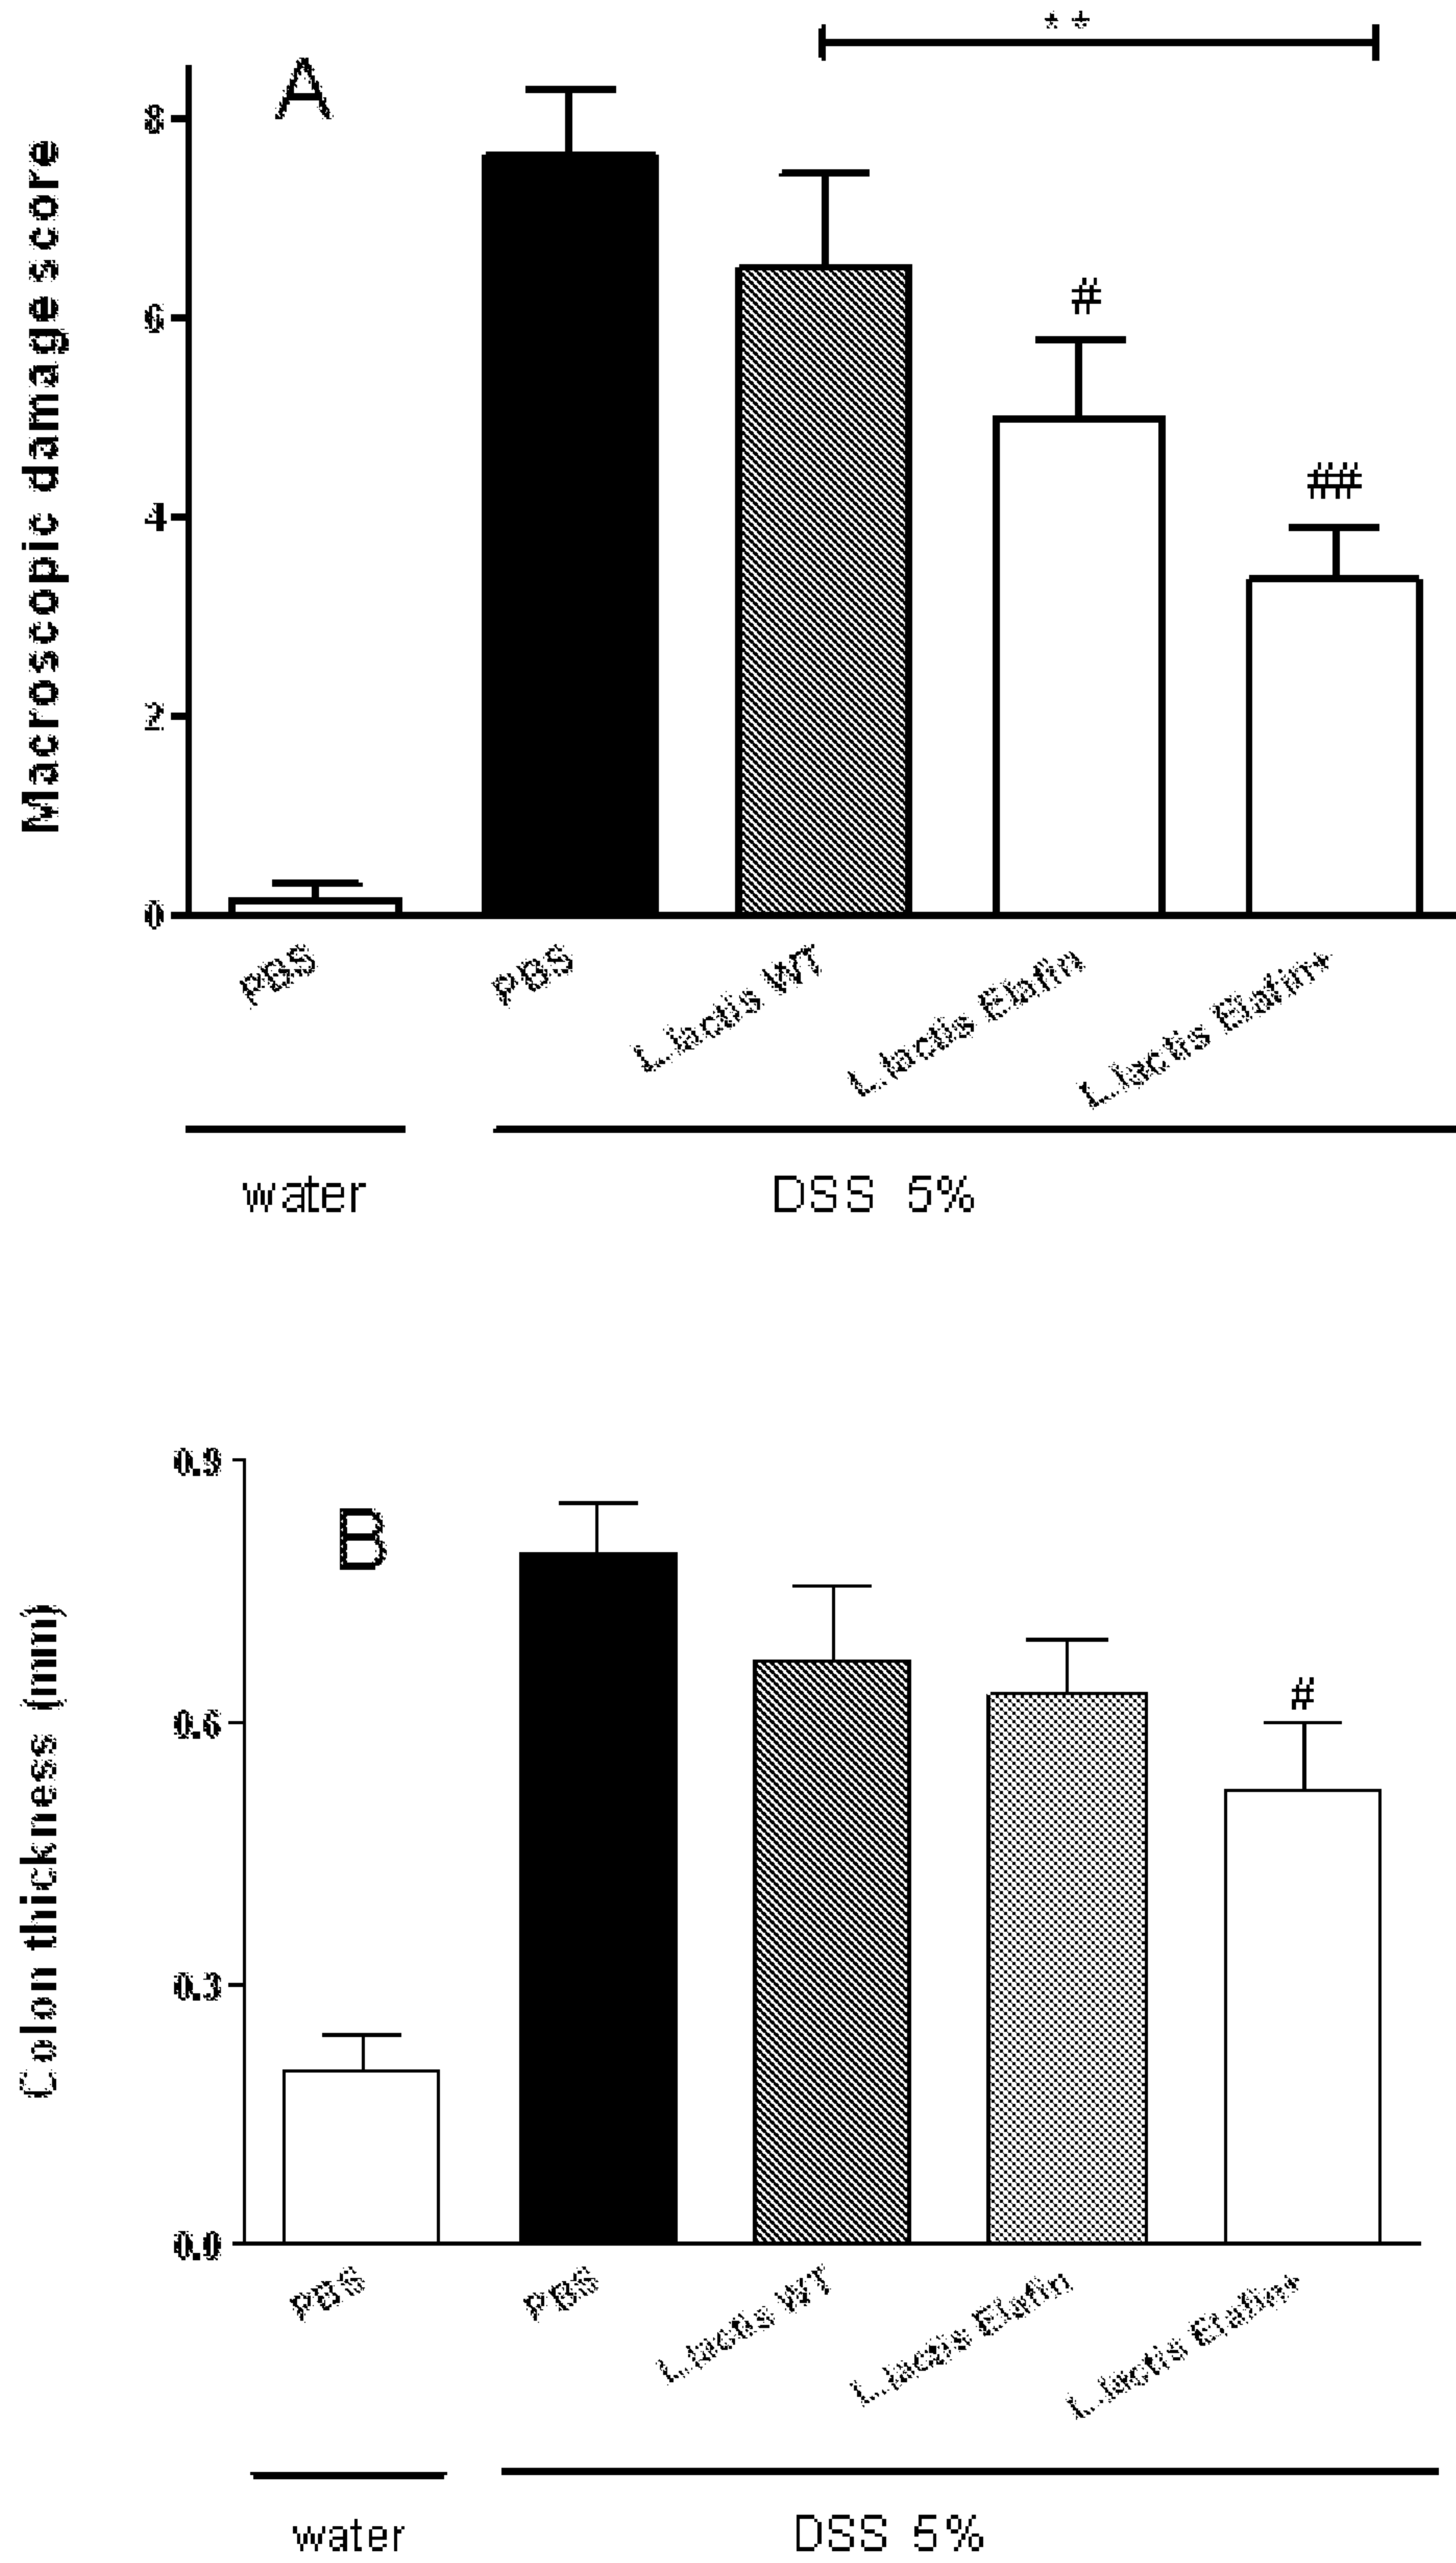 **
A
Macroscopic damage score
8
6
4
2
0
PBS
PBS
L.lactis WT
L.lactis Elafin
L.lactis Elafin+
#
##
water
DSS 5%
B
Colon thickness (mm)
0.9
0.6
0.3
0.0
#
PBS
PBS
L.lactis WT
L.lactis Elafin
L.lactis Elafin+
water
DSS 5%